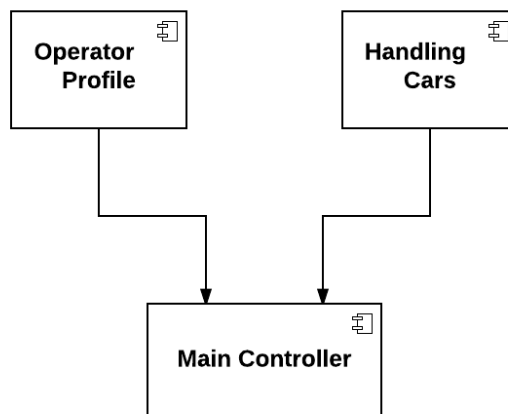 Operator
Profile
Handling
Cars
Main Controller